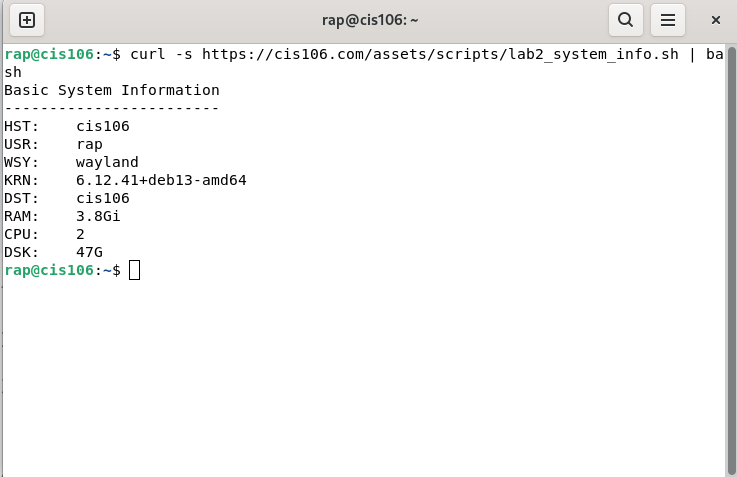 rap@cis106: ~
rap@cis106:~$ curl -s https://cis106.com/assets/scripts/lab2_system_info.sh | ba
sh
Basic System Information
------------------------
HST:    cis106
USR:    rap
WSY:    wayland
KRN:    6.12.41+deb13-amd64
DST:    cis106
RAM:    3.8Gi
CPU:    2
DSK:    47G
rap@cis106:~$